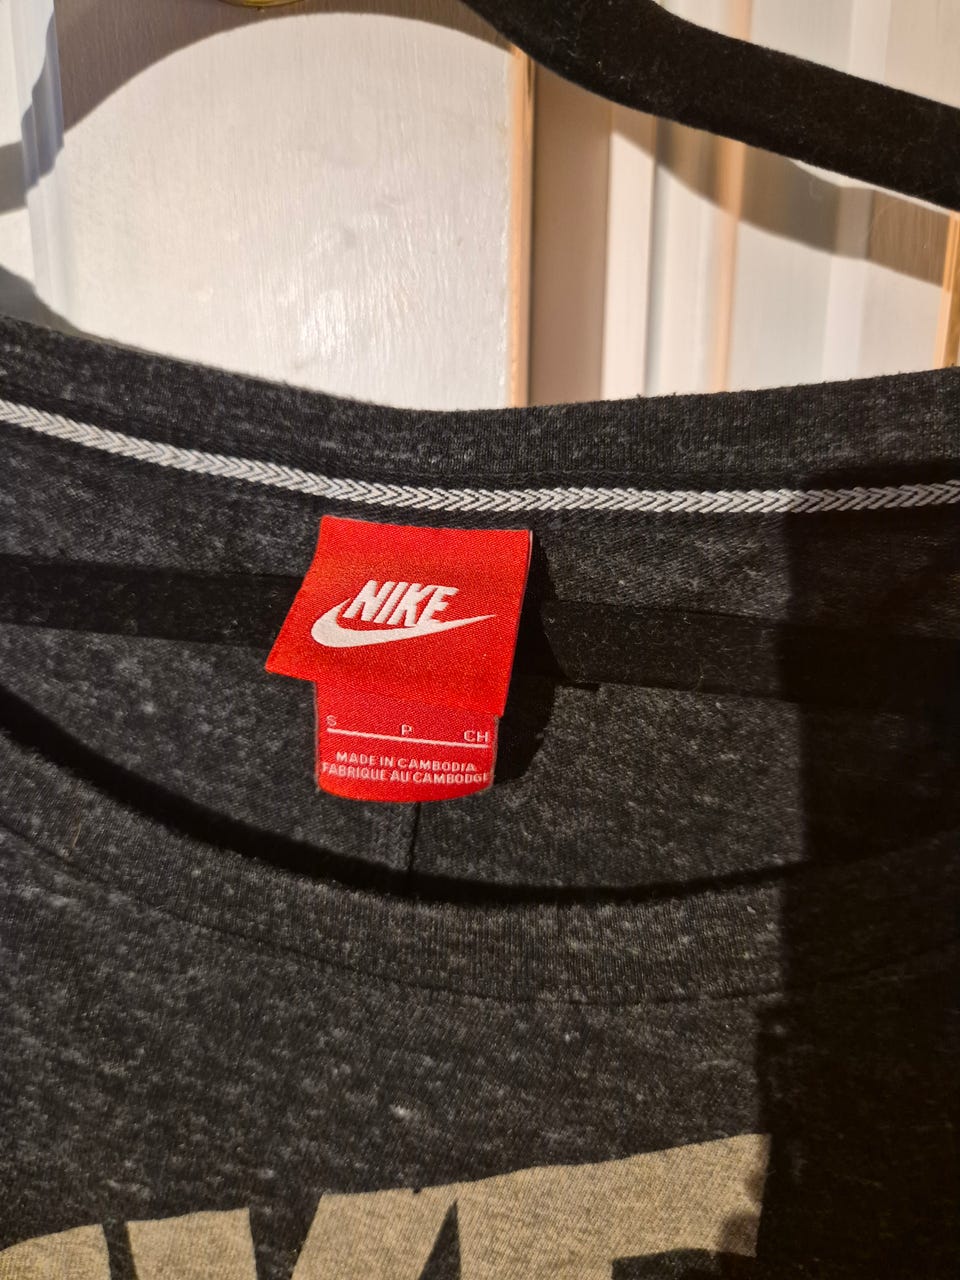 NIKE
S P CH
MADE IN CAMBODIA
FABRIQUE AU CAMBODGE